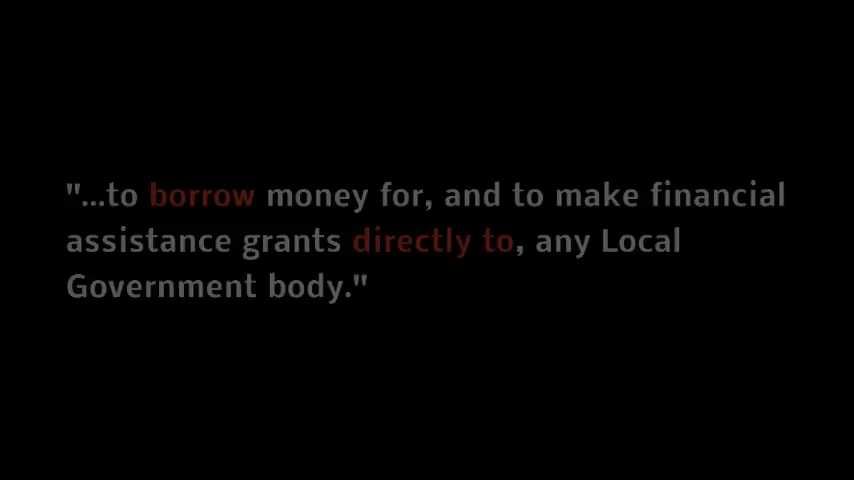 "...to borrow money for, and to make financial
assistance grants directly to, any Local
Government body."